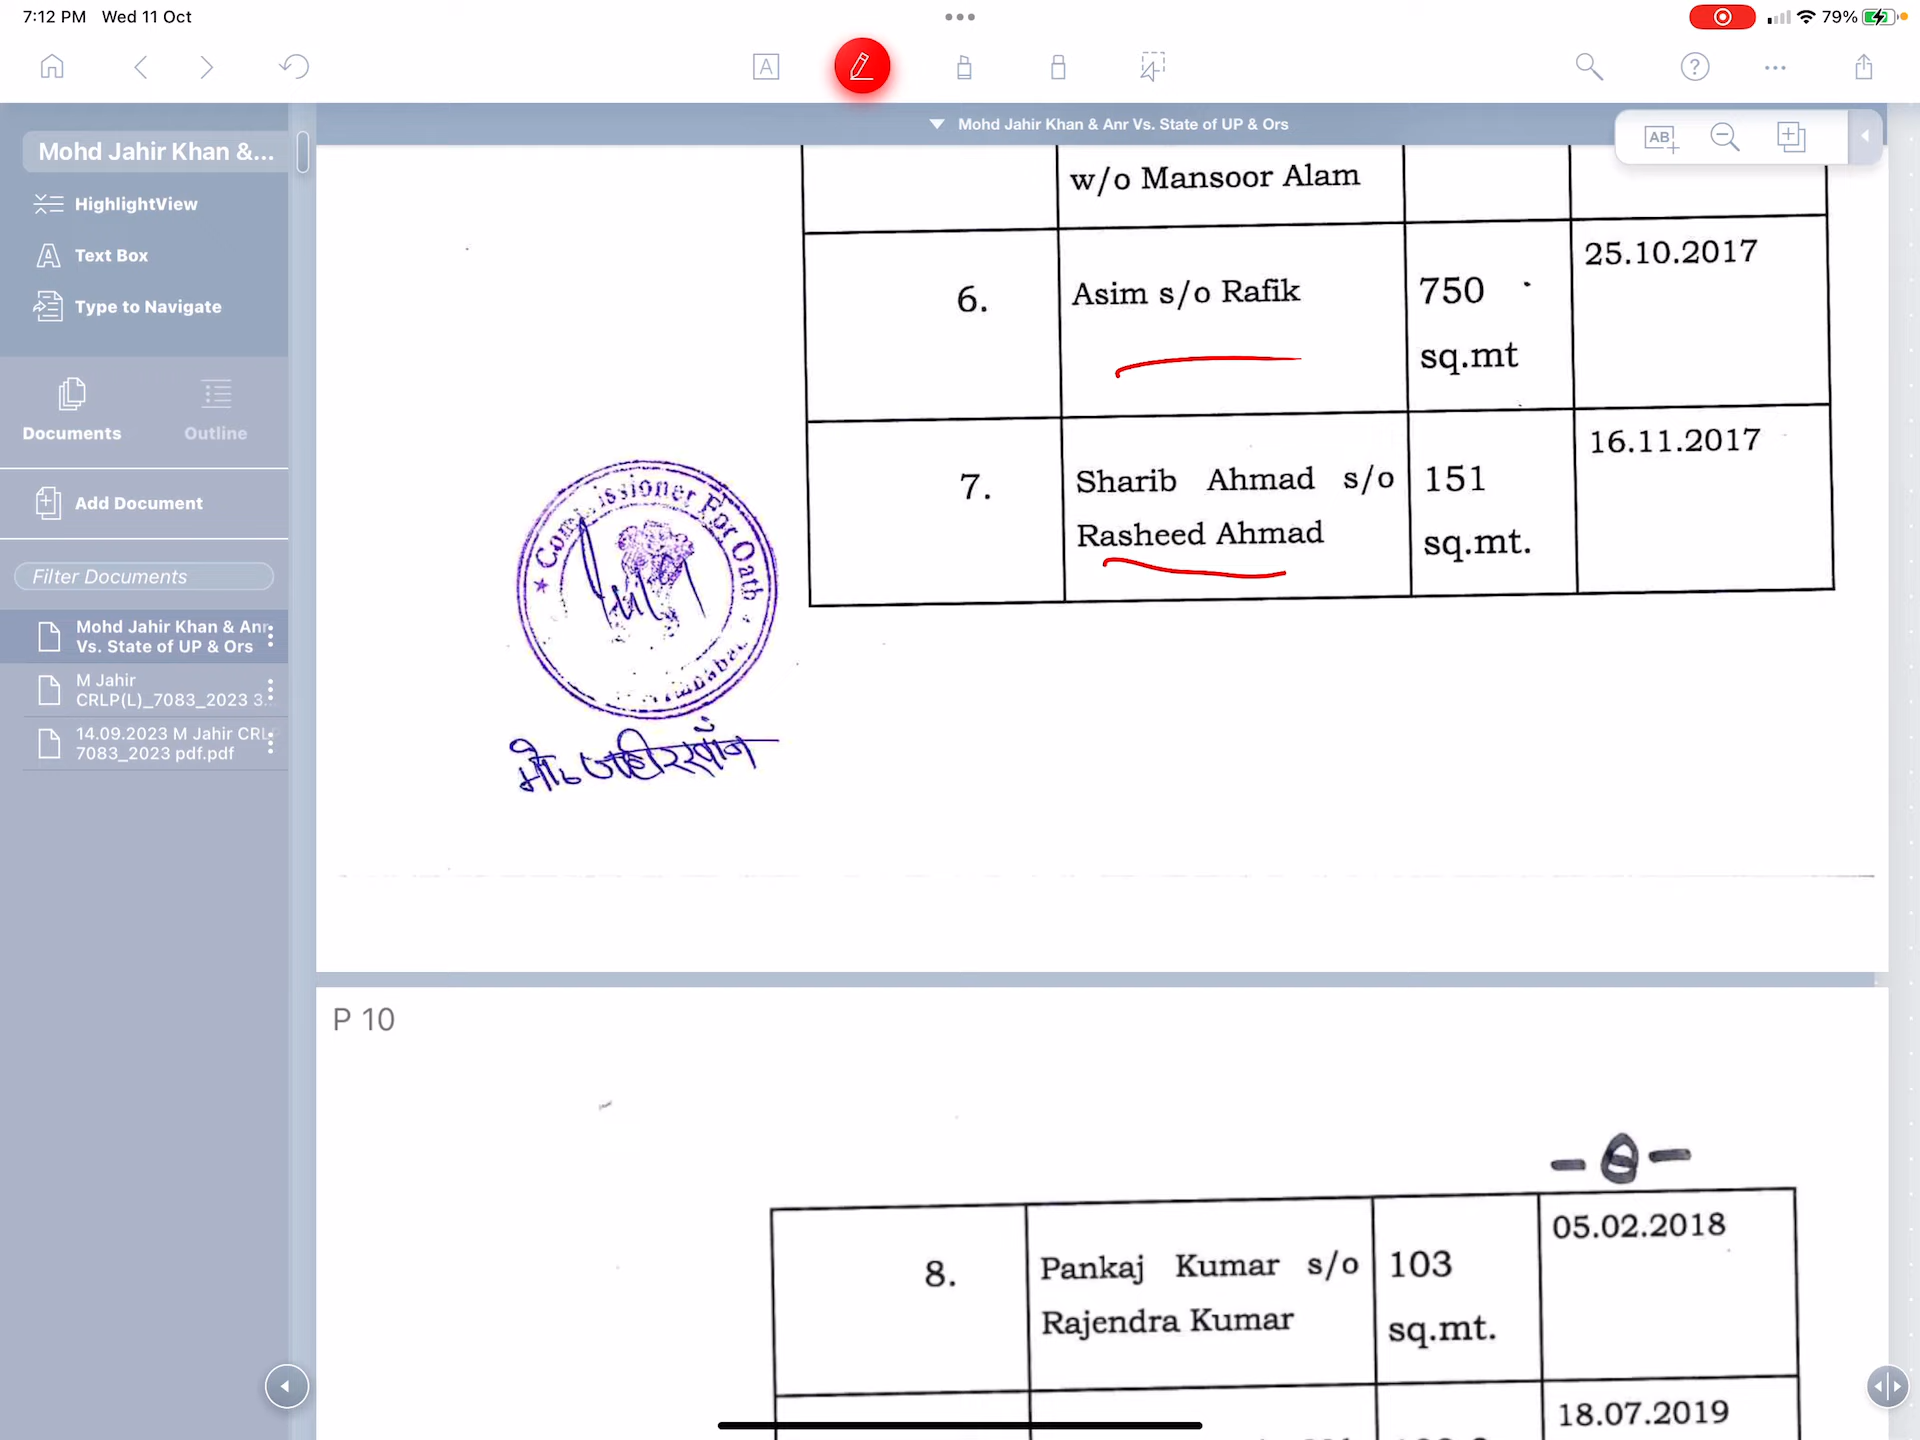 7:12 PM Wed 11 Oct
79%
Mohd Jahir Khan & Anr Vs. State of UP & Ors
Mohd Jahir Khan &...
HighlightView
Text Box
Type to Navigate
Documents
Outline
Add Document
Filter Documents
Mohd Jahir Khan & Anr
Vs. State of UP & Ors
M Jahir
CRLP(L)_7083_2023 3...
14.09.2023 M Jahir CRL
7083_2023 pdf.pdf
w/o Mansoor Alam
6.
Asim s/o Rafik
750
sq.mt
25.10.2017
7.
Sharib Ahmad s/o
Rasheed Ahmad
151
sq.mt.
16.11.2017
Commissioner For Oath
मो० जहीर खाँन
P 10
8.
Pankaj Kumar s/o
Rajendra Kumar
103
sq.mt.
05.02.2018
18.07.2019